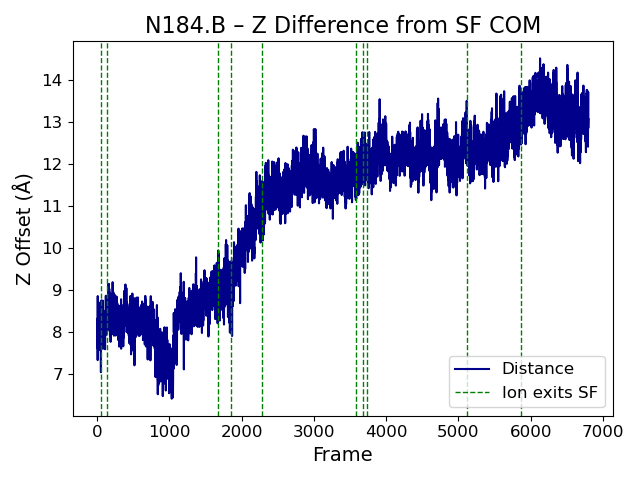 N184.B – Z Difference from SF COM
Z Offset (Å)
14
13
12
11
10
9
8
7
Distance
Ion exits SF
0 1000 2000 3000 4000 5000 6000 7000
Frame